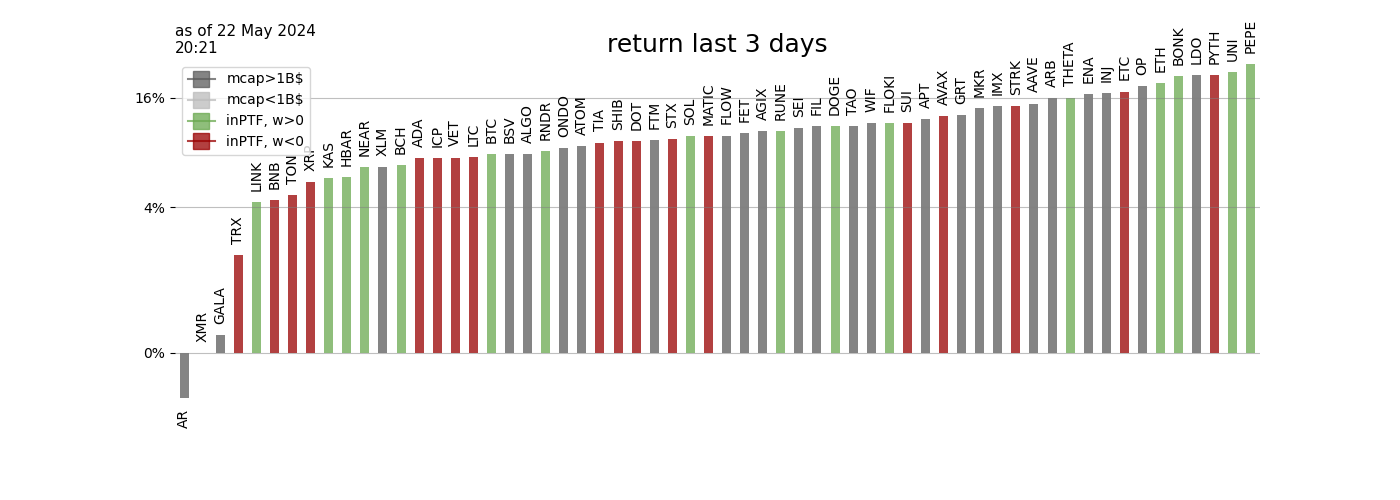 as of 22 May 2024
20:21
return last 3 days
mcap>1B$
mcap<1B$
inPTF, w>0
inPTF, w<0
16%
4%
0%
AR
XMR
GALA
TRX
LINK
BNB
TON
XRP
KAS
HBAR
NEAR
XLM
BCH
ADA
ICP
VET
LTC
BTC
BSV
ALGO
RNDR
ONDO
ATOM
TIA
SHIB
DOT
FTM
STX
SOL
MATIC
FLOW
FET
AGIX
RUNE
SEI
FIL
DOGE
TAO
WIF
FLOKI
SUI
APT
AVAX
GRT
MKR
IMX
STRK
AAVE
ARB
THETA
ENA
INJ
ETC
OP
ETH
BONK
LDO
PYTH
UNI
PEPE